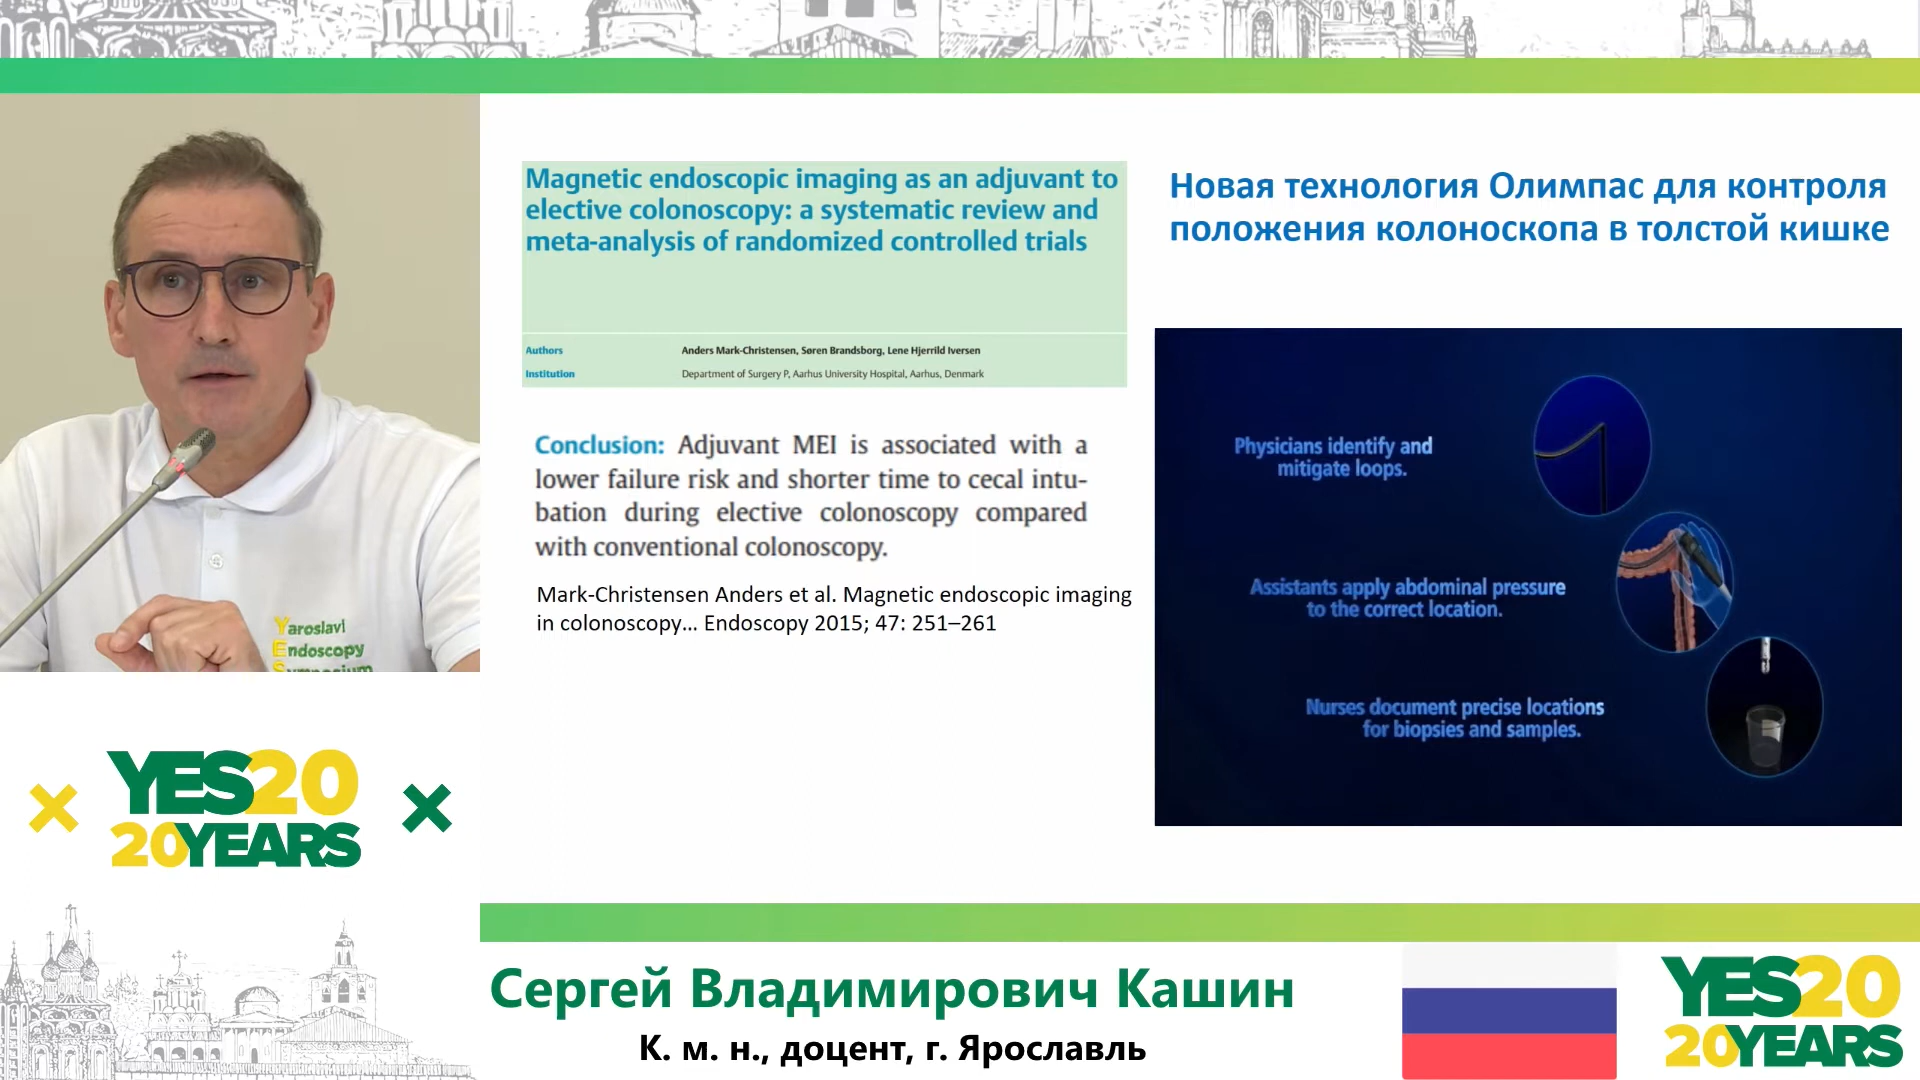 Magnetic endoscopic imaging as an adjuvant to
elective colonoscopy: a systematic review and
meta-analysis of randomized controlled trials
Authors Anders Mark-Christensen, Søren Brandsborg, Lene Hjerrild Iversen
Institution Department of Surgery P, Aarhus University Hospital, Aarhus, Denmark
Conclusion: Adjuvant MEI is associated with a
lower failure risk and shorter time to cecal intu-
bation during elective colonoscopy compared
with conventional colonoscopy.
Mark-Christensen Anders et al. Magnetic endoscopic imaging
in colonoscopy... Endoscopy 2015; 47: 251–261
Новая технология Олимпас для контроля
положения колоноскопа в толстой кишке
Physicians identify and
mitigate loops.
Assistants apply abdominal pressure
to the correct location.
Nurses document precise locations
for biopsies and samples.
Yaroslavl
Endoscopy
Symposium
YES20
20YEARS
Сергей Владимирович Кашин
К. м. н., доцент, г. Ярославль
YES20
20YEARS